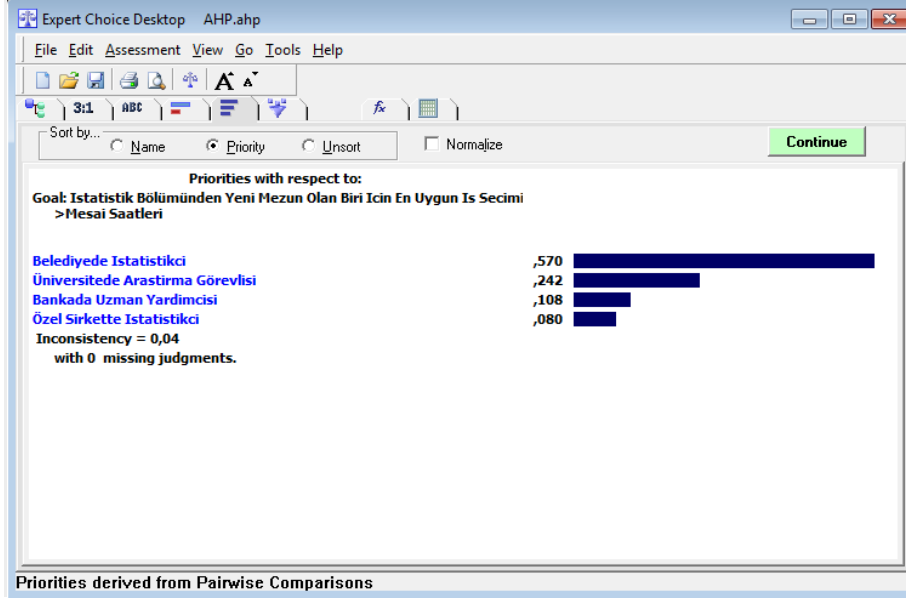 Expert Choice Desktop AHP.ahp
File Edit Assessment View Go Tools Help
A A
3:1 ABC fx
Sort by...
Name Priority Unsort Normalize Continue
Priorities with respect to:
Goal: Istatistik Bölümünden Yeni Mezun Olan Biri Icin En Uygun Is Secimi
>Mesai Saatleri
Belediyede Istatistikci ,570
Üniversitede Arastirma Görevlisi ,242
Bankada Uzman Yardimcisi ,108
Özel Sirkette Istatistikci ,080
Inconsistency = 0,04
with 0 missing judgments.
Priorities derived from Pairwise Comparisons